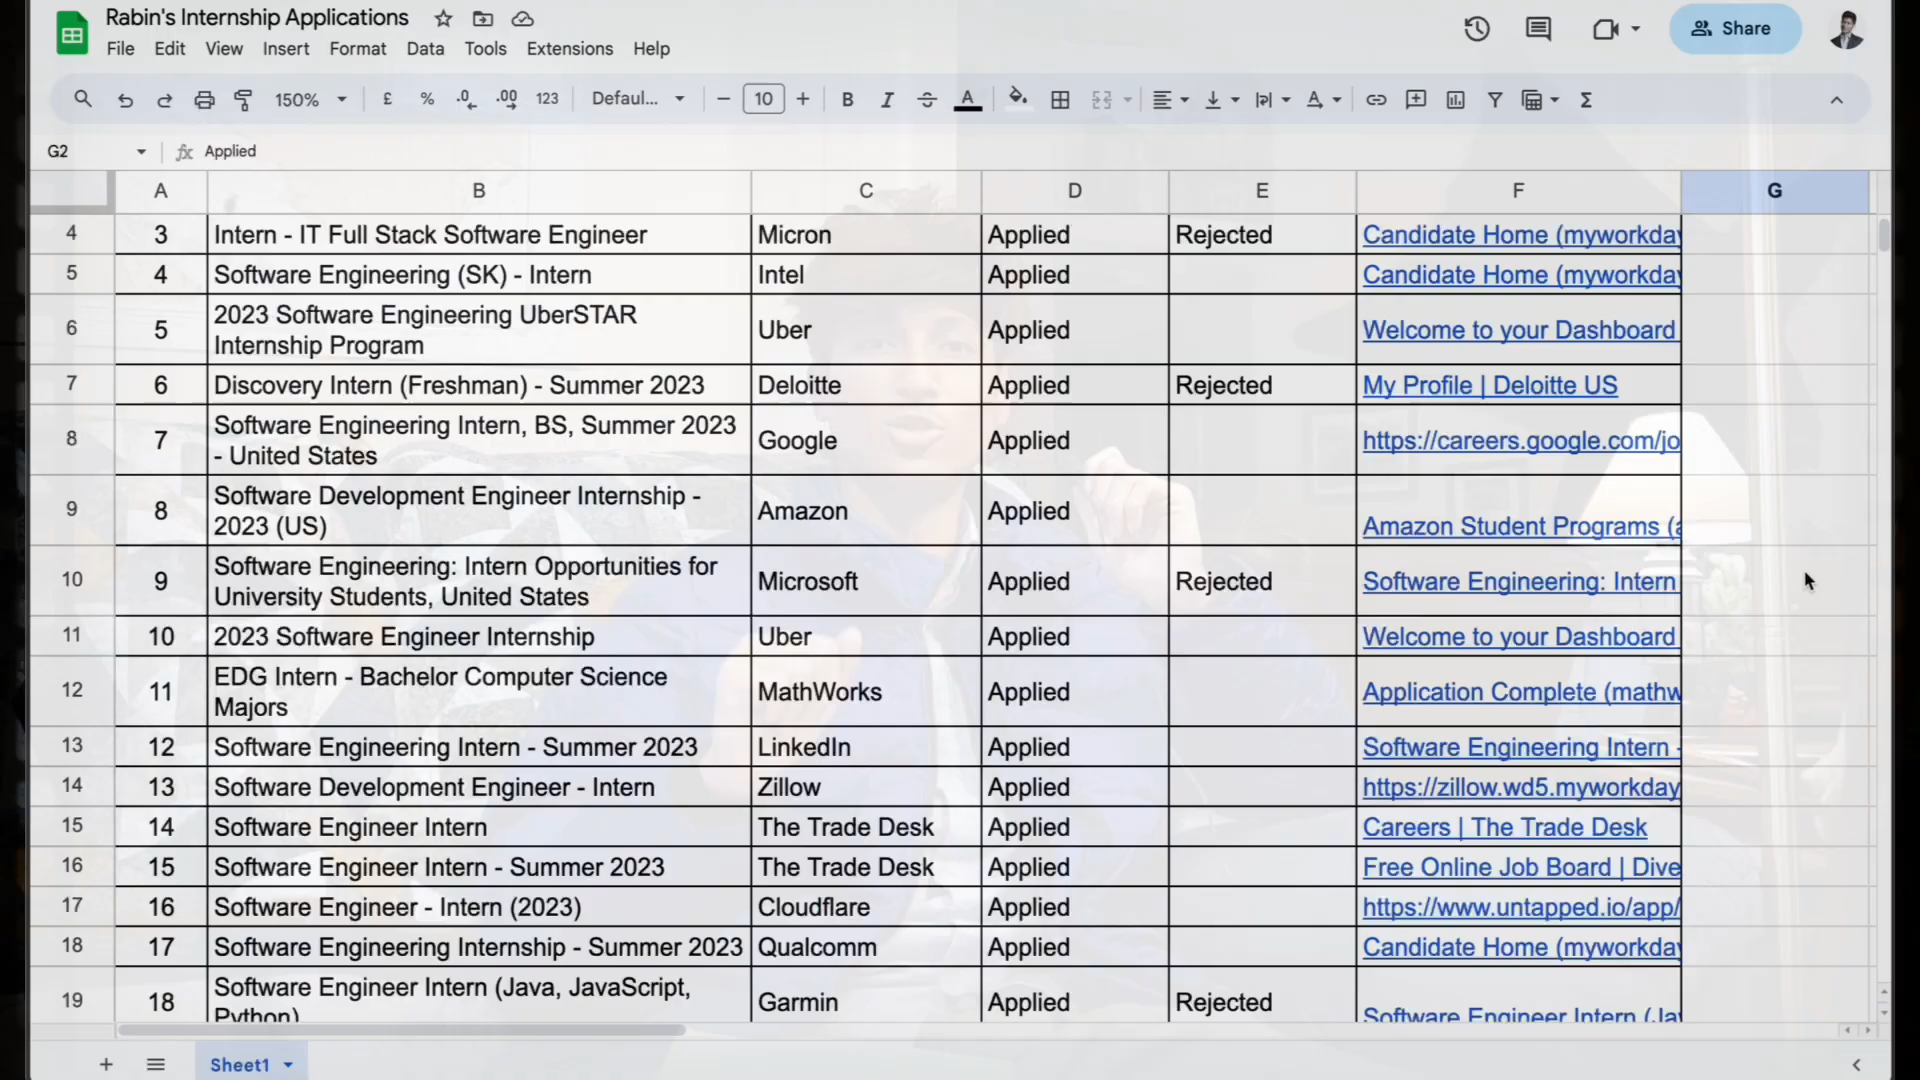 Rabin's Internship Applications
File Edit View Insert Format Data Tools Extensions Help
Share
150% £ % .0 .00 123 Defaul... 10 B I A
G2 fx Applied
A B C D E F G
4 3 Intern - IT Full Stack Software Engineer Micron Applied Rejected Candidate Home (myworkday
5 4 Software Engineering (SK) - Intern Intel Applied Candidate Home (myworkday
6 5 2023 Software Engineering UberSTAR
Internship Program Uber Applied Welcome to your Dashboard
7 6 Discovery Intern (Freshman) - Summer 2023 Deloitte Applied Rejected My Profile | Deloitte US
8 7 Software Engineering Intern, BS, Summer 2023
- United States Google Applied https://careers.google.com/jo
9 8 Software Development Engineer Internship -
2023 (US) Amazon Applied Amazon Student Programs (a
10 9 Software Engineering: Intern Opportunities for
University Students, United States Microsoft Applied Rejected Software Engineering: Intern
11 10 2023 Software Engineer Internship Uber Applied Welcome to your Dashboard
12 11 EDG Intern - Bachelor Computer Science
Majors MathWorks Applied Application Complete (mathw
13 12 Software Engineering Intern - Summer 2023 LinkedIn Applied Software Engineering Intern -
14 13 Software Development Engineer - Intern Zillow Applied https://zillow.wd5.myworkday
15 14 Software Engineer Intern The Trade Desk Applied Careers | The Trade Desk
16 15 Software Engineer Intern - Summer 2023 The Trade Desk Applied Free Online Job Board | Dive
17 16 Software Engineer - Intern (2023) Cloudflare Applied https://www.untapped.io/app/
18 17 Software Engineering Internship - Summer 2023 Qualcomm Applied Candidate Home (myworkday
19 18 Software Engineer Intern (Java, JavaScript,
Python) Garmin Applied Rejected Software Engineer Intern (Ja
Sheet1